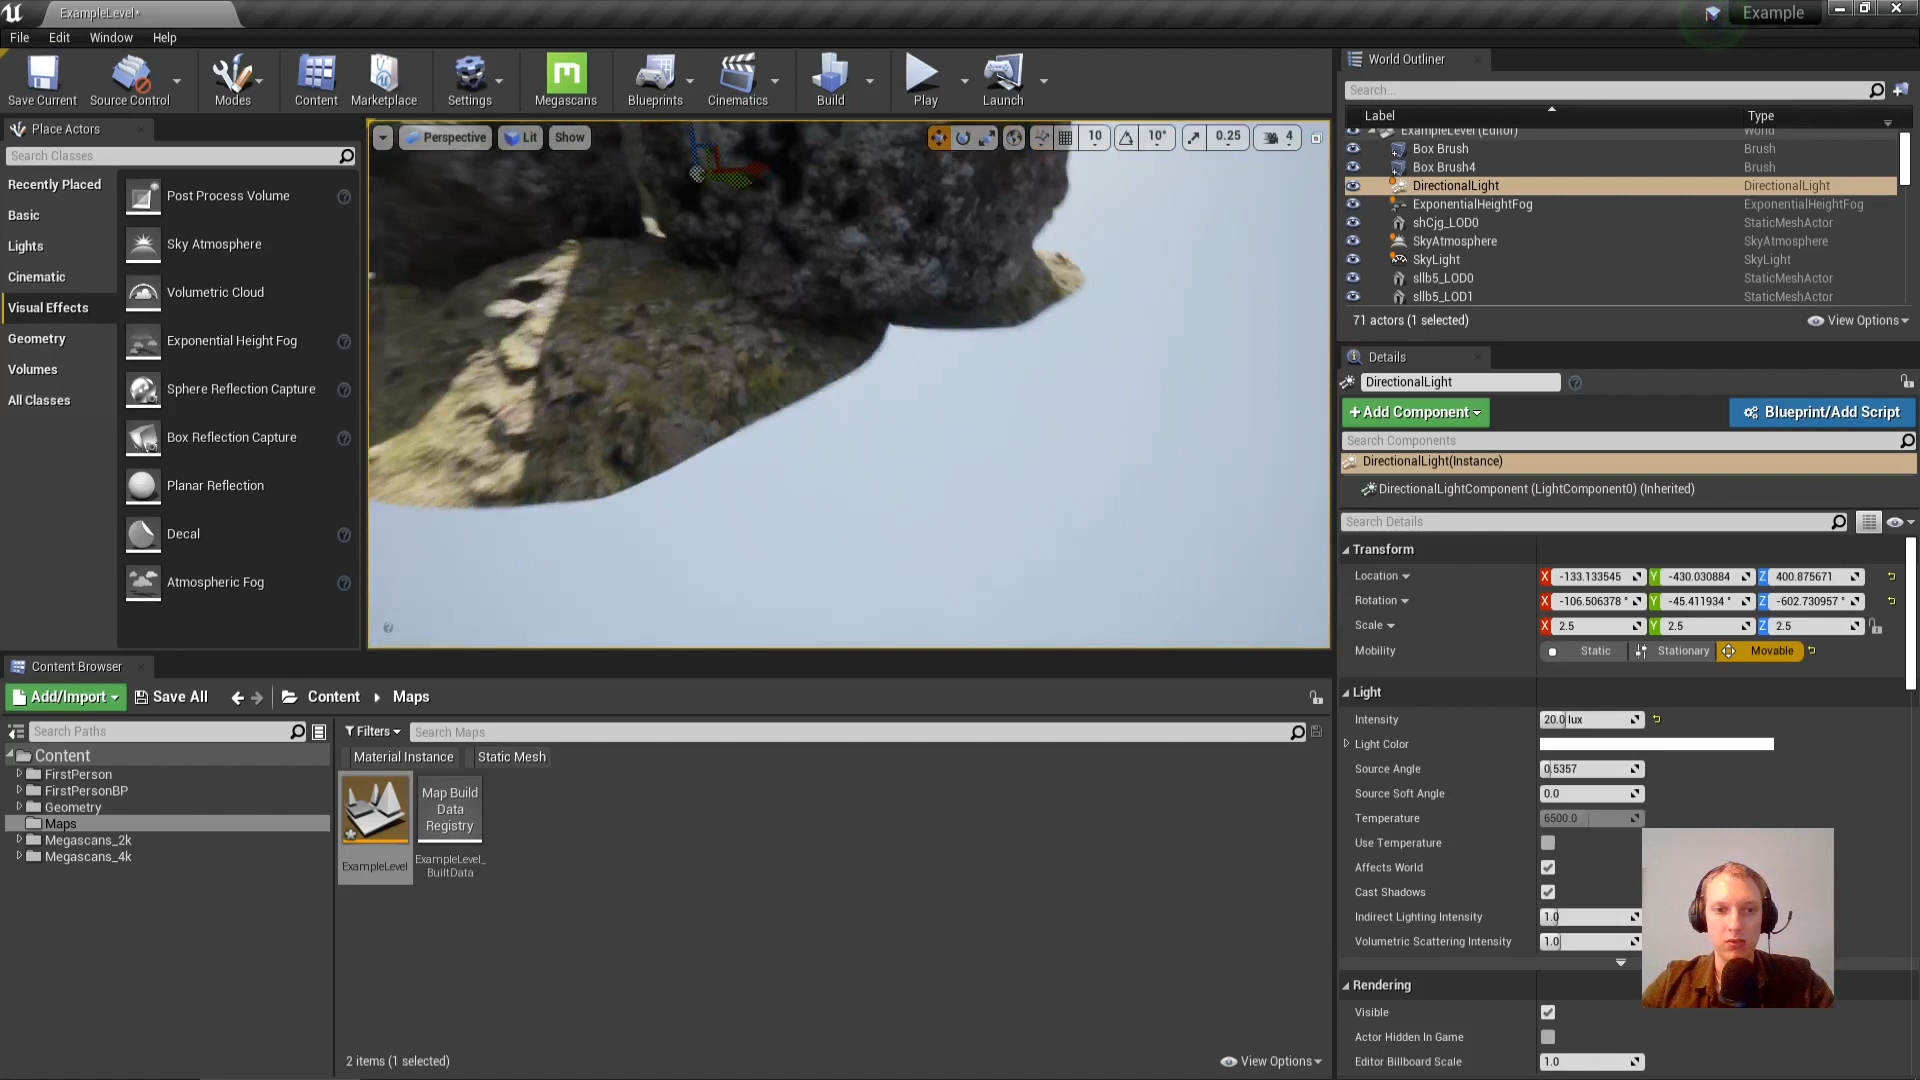 ExampleLevel*
Example
File Edit Window Help
Save Current
Source Control
Modes
Content
Marketplace
Settings
Megascans
Blueprints
Cinematics
Build
Play
Launch
Place Actors
Search Classes
Recently Placed
Basic
Lights
Cinematic
Visual Effects
Geometry
Volumes
All Classes
Post Process Volume
Sky Atmosphere
Volumetric Cloud
Exponential Height Fog
Sphere Reflection Capture
Box Reflection Capture
Planar Reflection
Decal
Atmospheric Fog
Perspective Lit Show 10 10° 0.25 4
World Outliner
Search...
Label Type
ExampleLevel (Editor) World
Box Brush Brush
Box Brush4 Brush
DirectionalLight DirectionalLight
ExponentialHeightFog ExponentialHeightFog
shCjg_LOD0 StaticMeshActor
SkyAtmosphere SkyAtmosphere
SkyLight SkyLight
sllb5_LOD0 StaticMeshActor
sllb5_LOD1 StaticMeshActor
71 actors (1 selected) View Options
Details
DirectionalLight
+Add Component Blueprint/Add Script
Search Components
DirectionalLight(Instance)
DirectionalLightComponent (LightComponent0) (Inherited)
Search Details
Transform
Location X -133.133545 Y -430.030884 Z 400.875671
Rotation X -106.506378 ° Y -45.411934 ° Z -602.730957 °
Scale X 2.5 Y 2.5 Z 2.5
Mobility Static Stationary Movable
Light
Intensity 20.0 lux
Light Color
Source Angle 0.5357
Source Soft Angle 0.0
Temperature 6500.0
Use Temperature
Affects World
Cast Shadows
Indirect Lighting Intensity 1.0
Volumetric Scattering Intensity 1.0
Rendering
Visible
Actor Hidden In Game
Editor Billboard Scale 1.0
Content Browser
Add/Import Save All Content Maps
Search Paths
Content
FirstPerson
FirstPersonBP
Geometry
Maps
Megascans_2k
Megascans_4k
Filters Search Maps
Material Instance Static Mesh
ExampleLevel
Map Build
Data
Registry
ExampleLevel_
BuiltData
2 items (1 selected) View Options